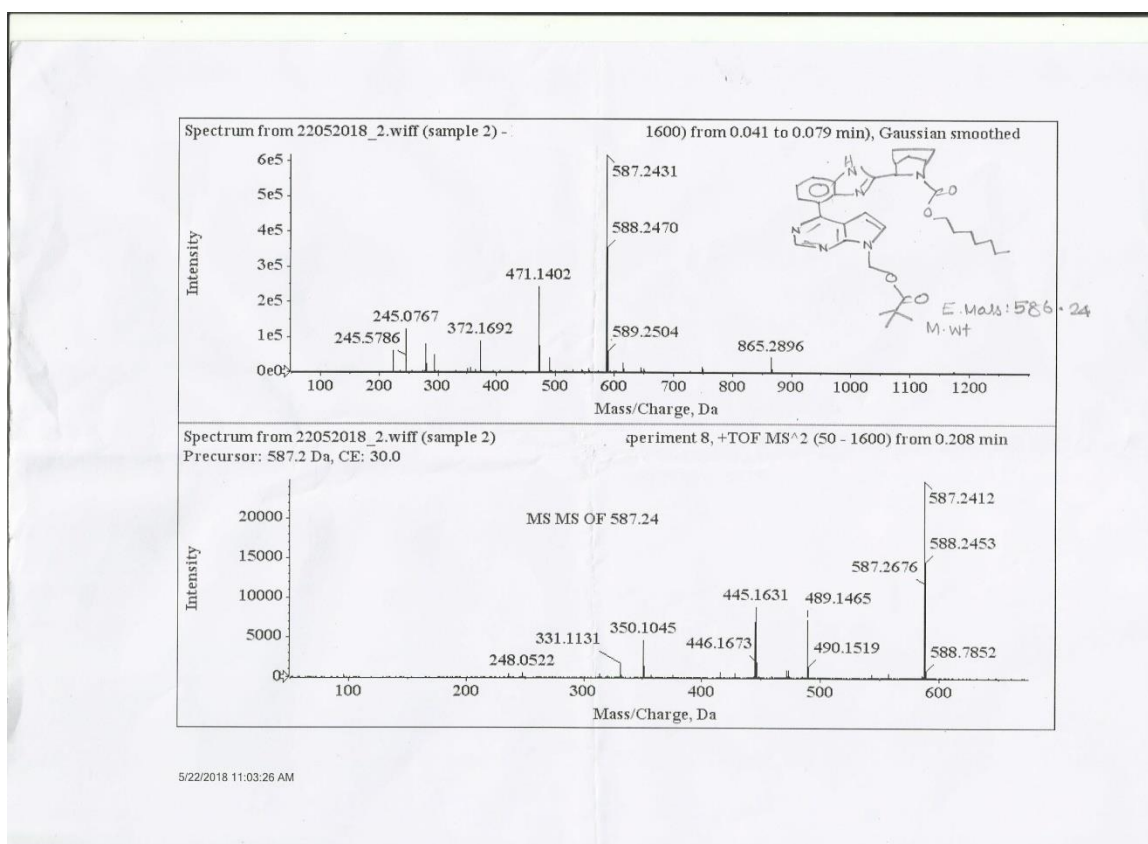 Spectrum from 22052018_2.wiff (sample 2) - 1600) from 0.041 to 0.079 min), Gaussian smoothed
6e5
5e5
4e5
3e5
2e5
1e5
0e0
Intensity
587.2431
588.2470
471.1402
245.0767
372.1692
245.5786
589.2504
865.2896
100 200 300 400 500 600 700 800 900 1000 1100 1200
Mass/Charge, Da
H
N
N
N
O
O
N
N
N
O
O
E.Mass: 586.24
M.Wt
Spectrum from 22052018_2.wiff (sample 2) periment 8, +TOF MS^2 (50 - 1600) from 0.208 min
Precursor: 587.2 Da, CE: 30.0
20000
15000
10000
5000
0
Intensity
MS MS OF 587.24
587.2412
588.2453
587.2676
445.1631
489.1465
350.1045
331.1131
446.1673
490.1519
248.0522
588.7852
100 200 300 400 500 600
Mass/Charge, Da
5/22/2018 11:03:26 AM